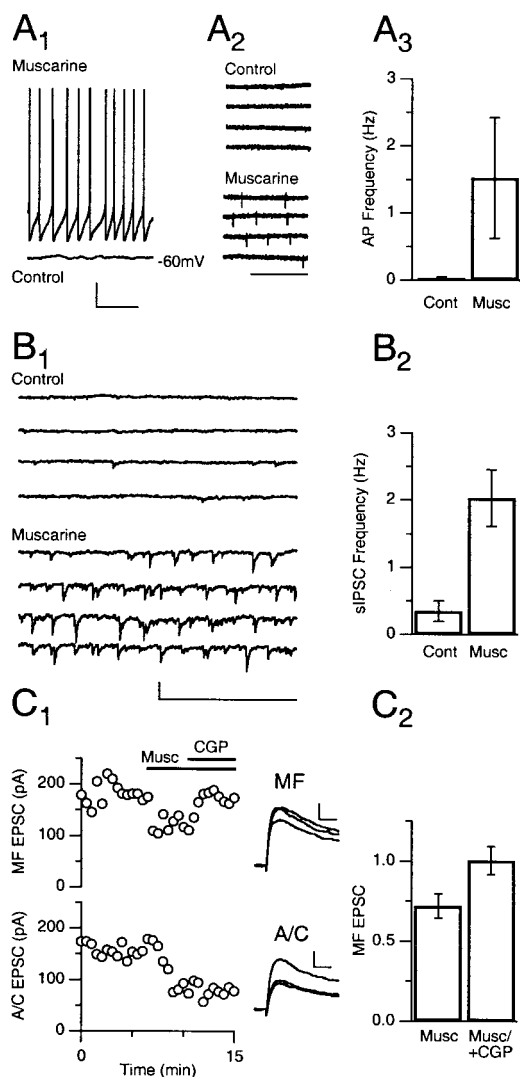 A1
A2
A3
Muscarine
-60mV
Control
Control
Muscarine
AP Frequency (Hz)
3
2
1
0
Cont Musc
B1
B2
Control
Muscarine
sIPSC Frequency (Hz)
3
2
1
0
Cont Musc
C1
C2
Musc CGP
MF EPSC (pA)
200
100
0
MF
A/C EPSC (pA)
200
100
0
A/C
0 15
Time (min)
MF EPSC
1.0
0.5
0.0
Musc Musc/
+CGP